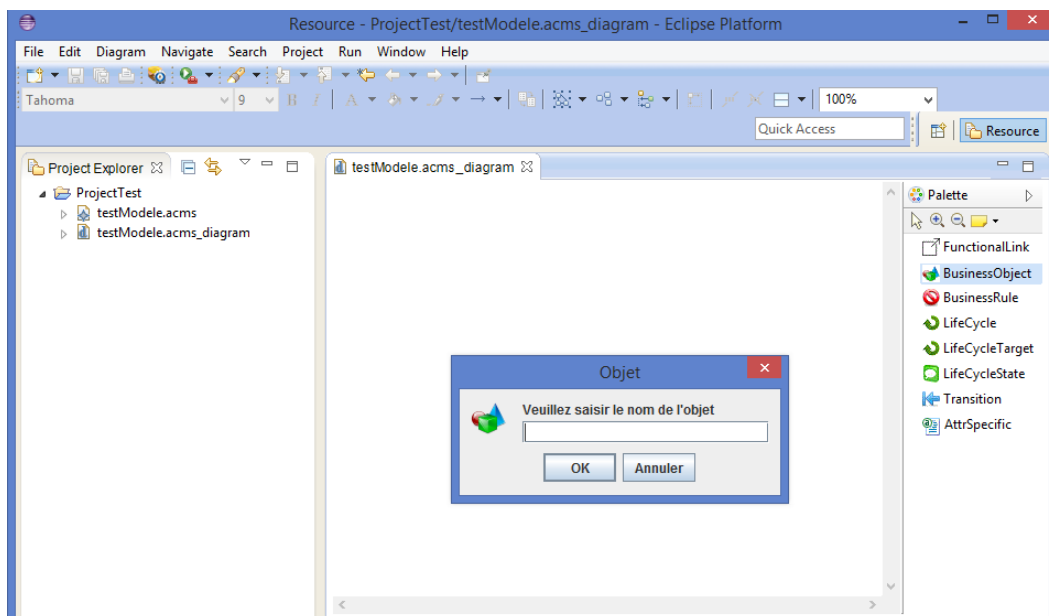 Resource - ProjectTest/testModele.acms_diagram - Eclipse Platform
File Edit Diagram Navigate Search Project Run Window Help
Tahoma 9 B I A 100%
Quick Access Resource
Project Explorer
testModele.acms_diagram
ProjectTest
testModele.acms
testModele.acms_diagram
Palette
FunctionalLink
BusinessObject
BusinessRule
LifeCycle
LifeCycleTarget
LifeCycleState
Transition
AttrSpecific
Objet
Veuillez saisir le nom de l'objet
OK Annuler